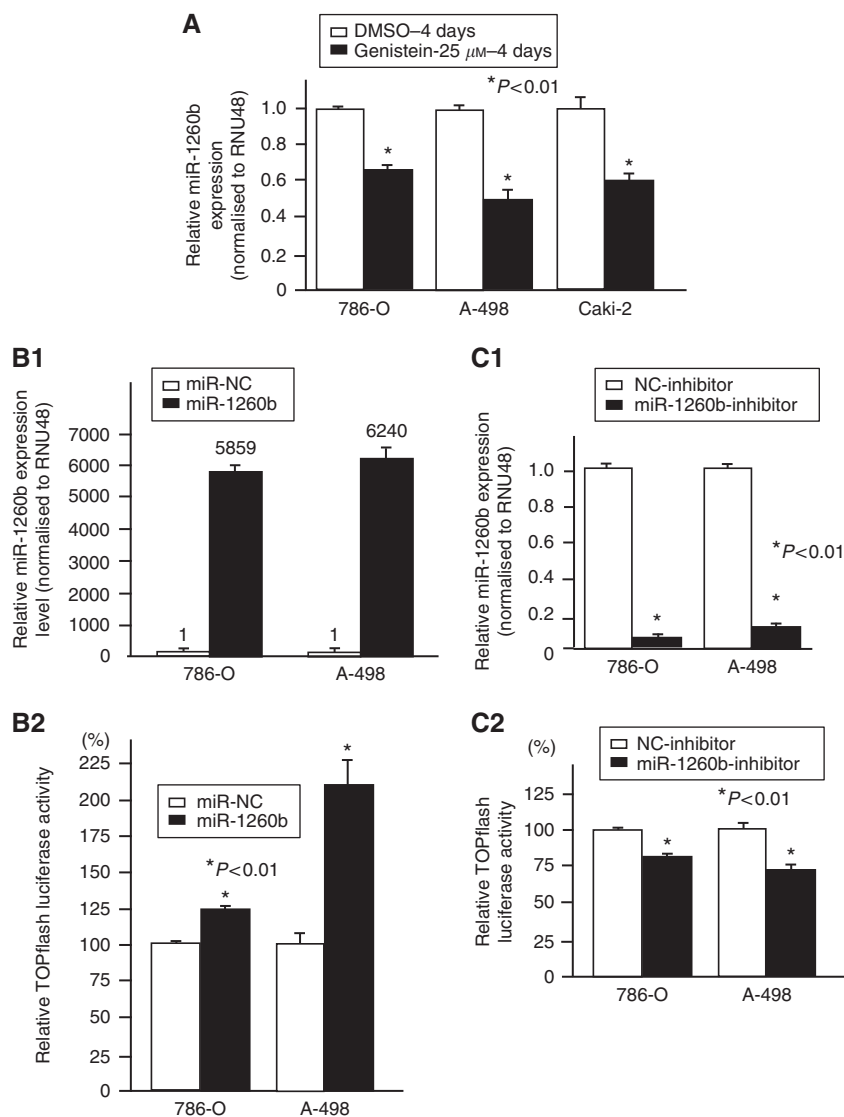 A
DMSO–4 days
Genistein-25 μM–4 days
*P<0.01
Relative miR-1260b
expression
(normalised to RNU48)
1.0
0.8
0.6
0.4
0.2
0
*
*
*
786-O
A-498
Caki-2
B1
miR-NC
miR-1260b
Relative miR-1260b expression
level (normalised to RNU48)
7000
6000
5000
4000
3000
2000
1000
0
1
5859
1
6240
786-O
A-498
C1
NC-inhibitor
miR-1260b-inhibitor
Relative miR-1260b expression
(normalised to RNU48)
1.0
0.8
0.6
0.4
0.2
0
*P<0.01
*
*
786-O
A-498
B2
(%)
miR-NC
miR-1260b
*P<0.01
Relative TOPflash luciferase activity
225
200
175
150
125
100
75
50
25
0
*
*
786-O
A-498
C2
(%)
NC-inhibitor
miR-1260b-inhibitor
*P<0.01
Relative TOPflash
luciferase activity
125
100
75
50
25
0
*
*
786-O
A-498